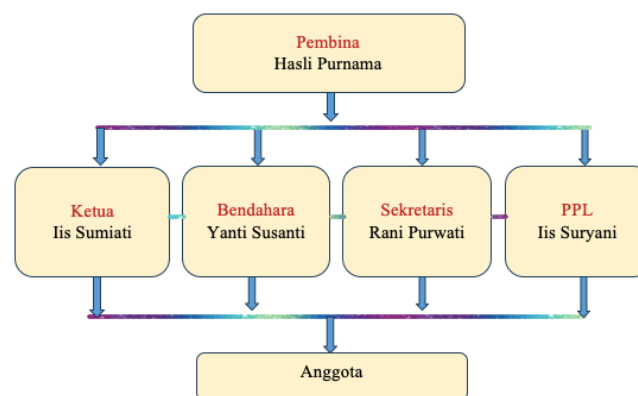 Pembina
Hasli Purnama
Ketua
Iis Sumiati
Bendahara
Yanti Susanti
Sekretaris
Rani Purwati
PPL
Iis Suryani
Anggota